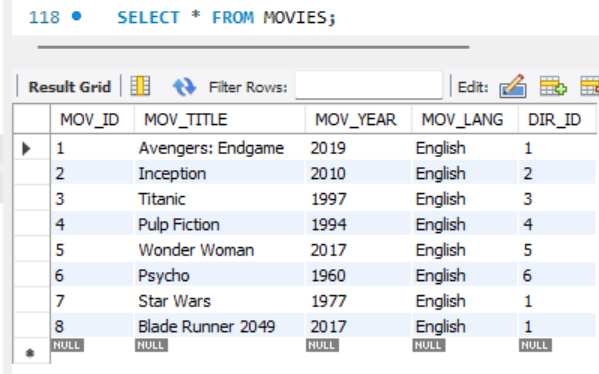 118 SELECT * FROM MOVIES;
Result Grid Filter Rows: Edit:
MOV_ID MOV_TITLE MOV_YEAR MOV_LANG DIR_ID
1 Avengers: Endgame 2019 English 1
2 Inception 2010 English 2
3 Titanic 1997 English 3
4 Pulp Fiction 1994 English 4
5 Wonder Woman 2017 English 5
6 Psycho 1960 English 6
7 Star Wars 1977 English 1
8 Blade Runner 2049 2017 English 1
NULL NULL NULL NULL NULL